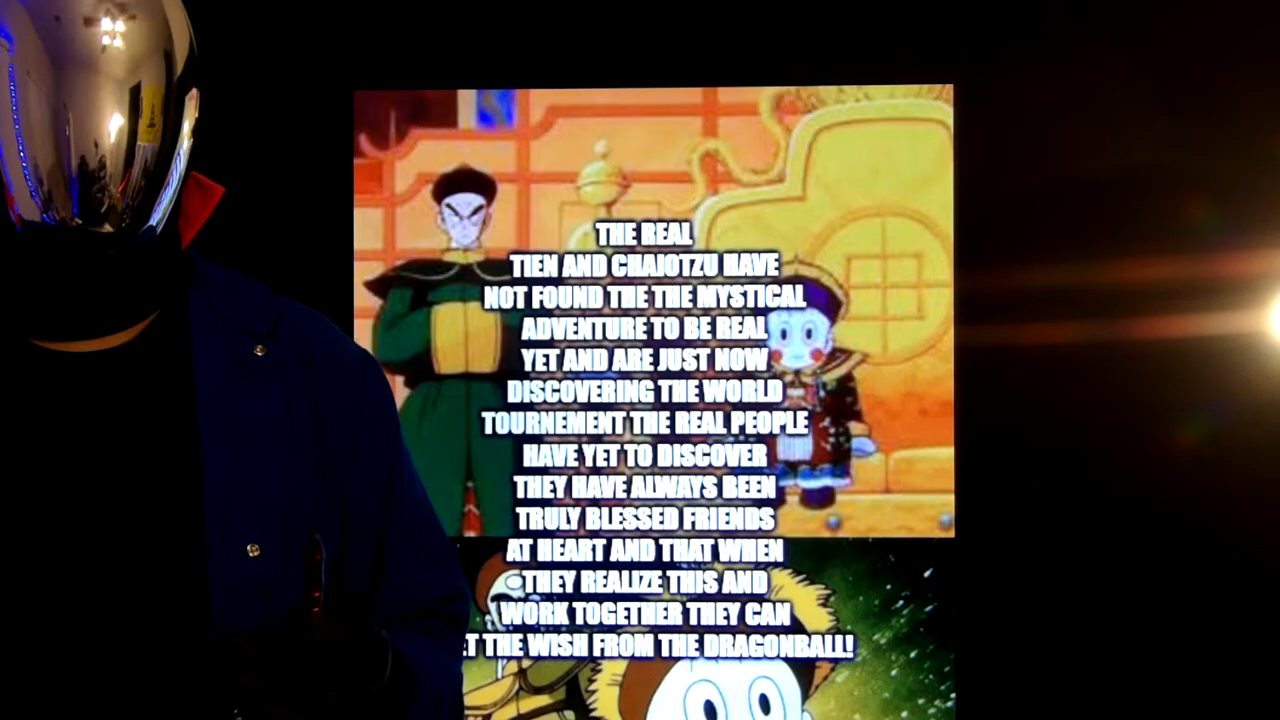 THE REAL
TIEN AND CHAIOTZU HAVE
NOT FOUND THE THE MYSTICAL
ADVENTURE TO BE REAL
YET AND ARE JUST NOW
DISCOVERING THE WORLD
TOURNEMENT THE REAL PEOPLE
HAVE YET TO DISCOVER
THEY HAVE ALWAYS BEEN
TRULY BLESSED FRIENDS
AT HEART AND THAT WHEN
THEY REALIZE THIS AND
WORK TOGETHER THEY CAN
THE WISH FROM THE DRAGONBALL!